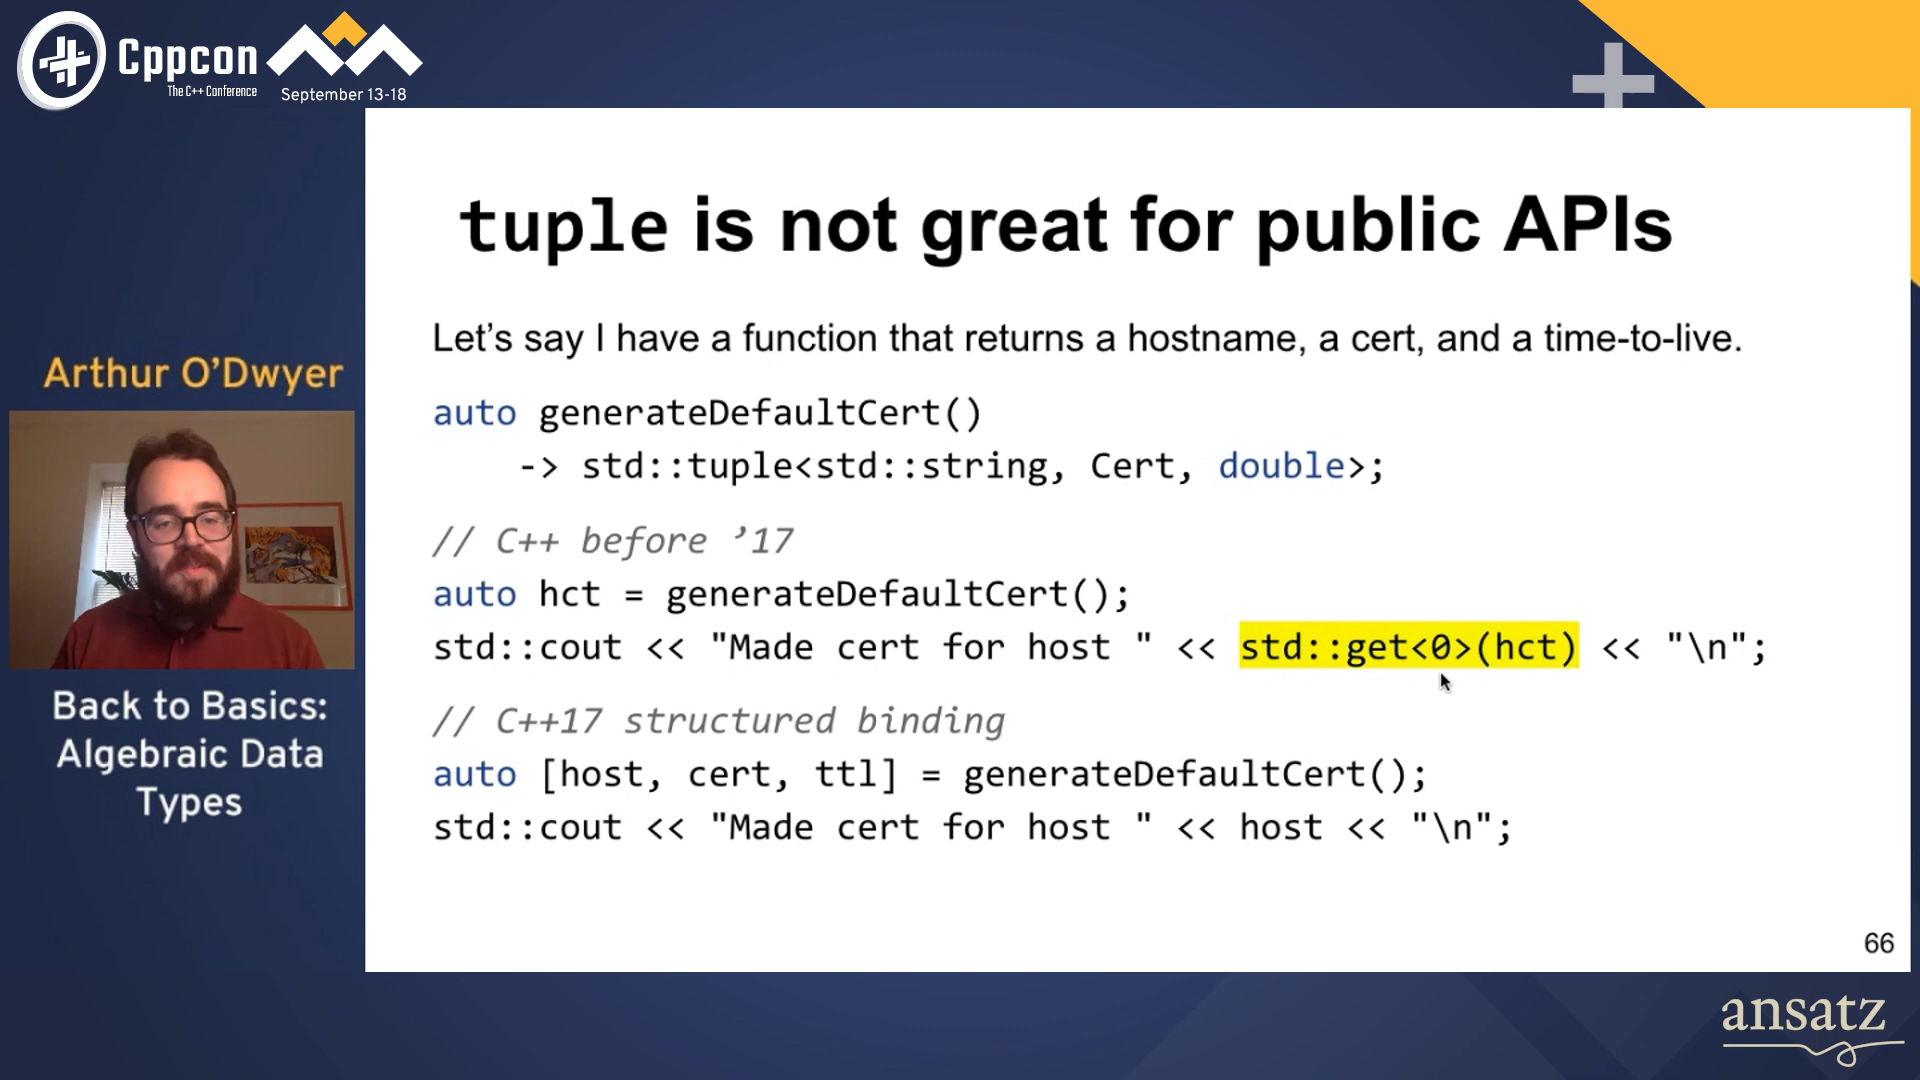 Cppcon
The C++ Conference
September 13-18
tuple is not great for public APIs
Let’s say I have a function that returns a hostname, a cert, and a time-to-live.
auto generateDefaultCert()
-> std::tuple<std::string, Cert, double>;
// C++ before ’17
auto hct = generateDefaultCert();
std::cout << "Made cert for host " << std::get<0>(hct) << "\n";
// C++17 structured binding
auto [host, cert, ttl] = generateDefaultCert();
std::cout << "Made cert for host " << host << "\n";
66
Arthur O’Dwyer
Back to Basics:
Algebraic Data
Types
ansatz